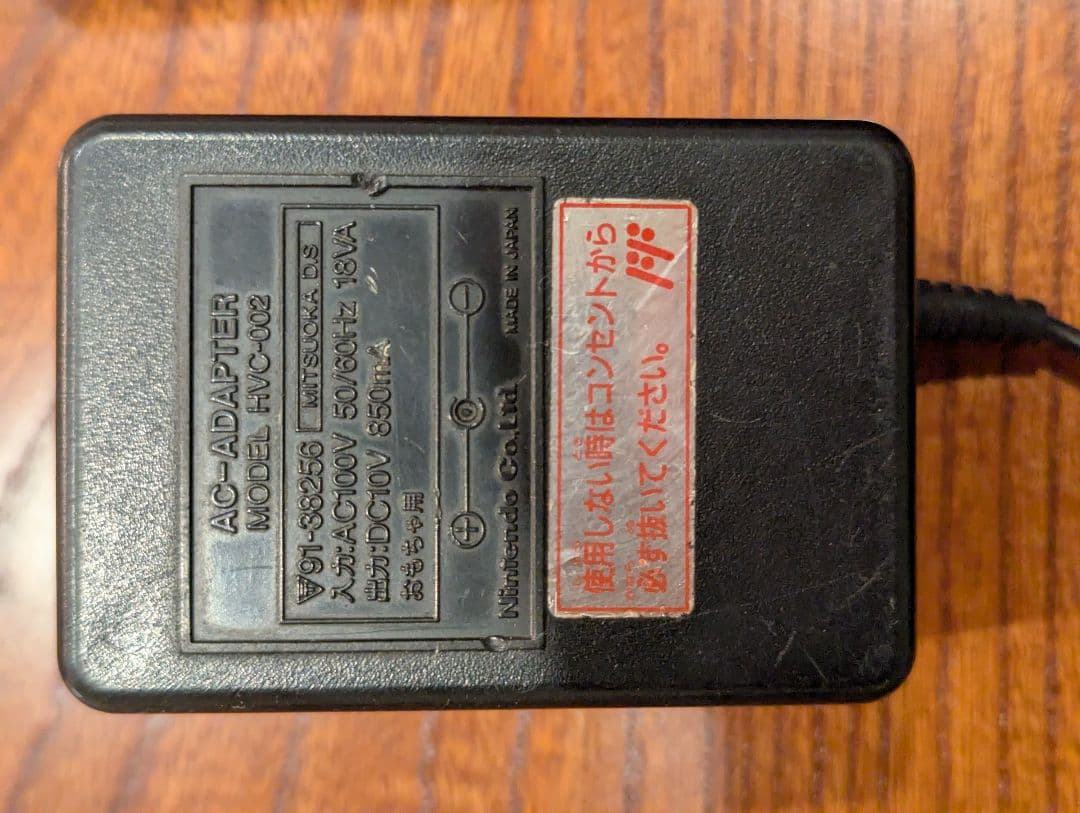 AC-ADAPTER
MODEL HVC-002
91-38256 MITSUOKA D.S
入力:AC100V 50/60Hz 18VA
出力:DC10V 850mA
おもちゃ用
Nintendo Co.,Ltd. MADE IN JAPAN
使用しない時はコンセントから
必ず抜いてください。